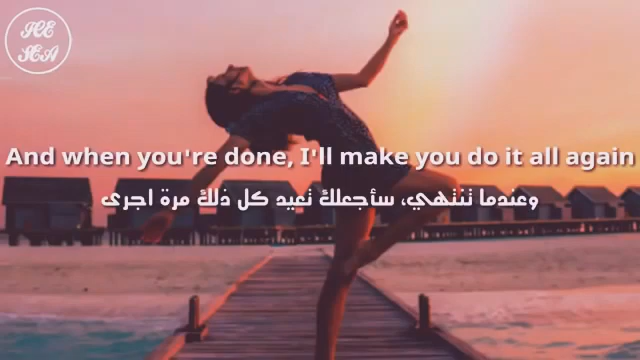 ICE
SEA
And when you're done, I'll make you do it all again
وعندما تنتهي، سأجعلك تعيد كل ذلك مرة اجرى